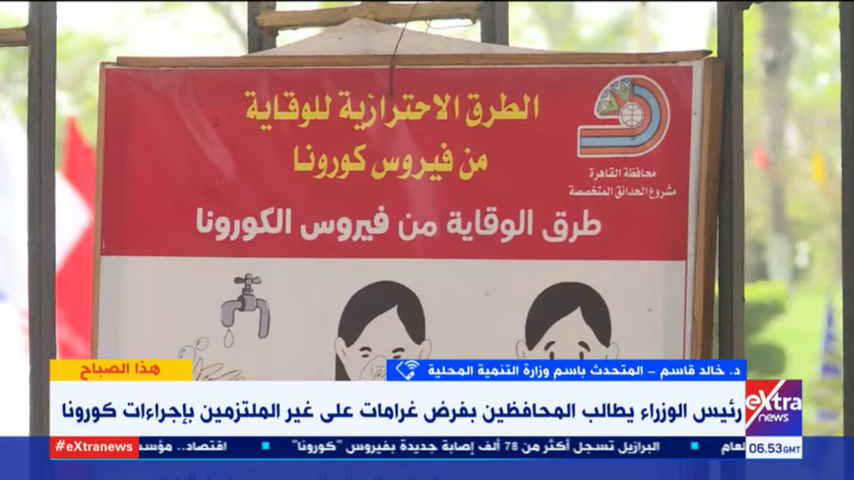 الطرق الاحترازية للوقاية
من فيروس كورونا
محافظة القاهرة
مشروع الحدائق المتخصصة
طرق الوقاية من فيروس الكورونا
هذا الصباح
د. خالد قاسم - المتحدث باسم وزارة التنمية المحلية
رئيس الوزراء يطالب المحافظين بفرض غرامات على غير الملتزمين بإجراءات كورونا
eXtra
news
#eXtranews
البرازيل تسجل أكثر من 78 ألف إصابة جديدة بفيروس "كورونا" ■ اقتصاد..
06.53GMT